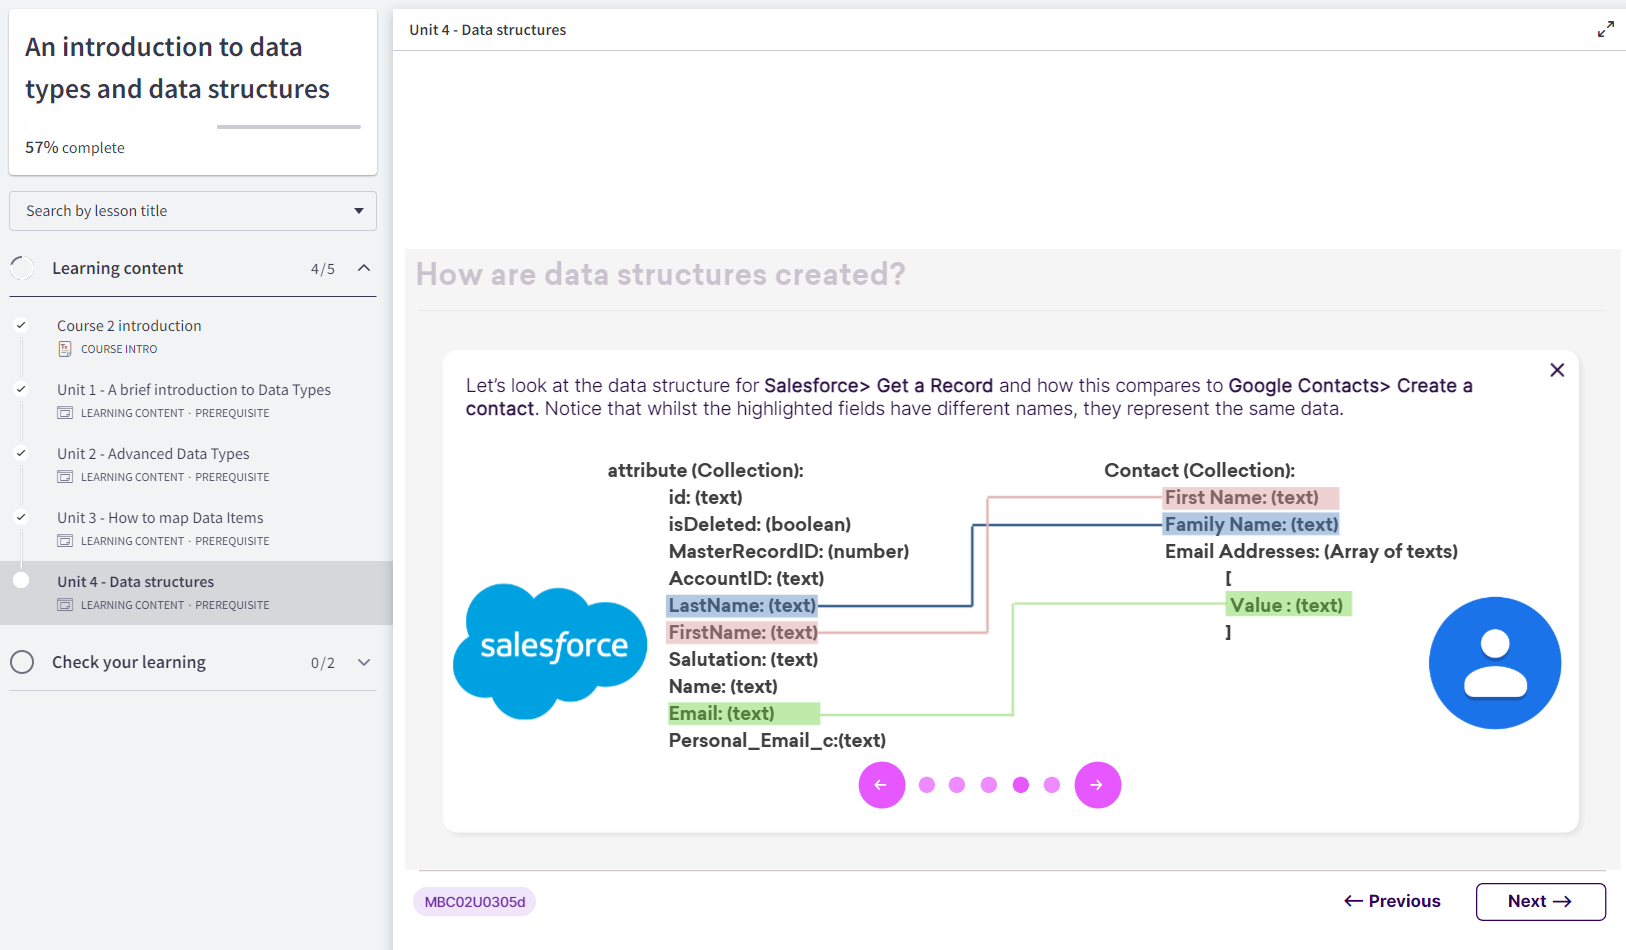 An introduction to data
types and data structures
57% complete
Search by lesson title
Learning content 4/5
Course 2 introduction
COURSE INTRO
Unit 1 - A brief introduction to Data Types
LEARNING CONTENT · PREREQUISITE
Unit 2 - Advanced Data Types
LEARNING CONTENT · PREREQUISITE
Unit 3 - How to map Data Items
LEARNING CONTENT · PREREQUISITE
Unit 4 - Data structures
LEARNING CONTENT · PREREQUISITE
Check your learning 0/2
Unit 4 - Data structures
How are data structures created?
Let's look at the data structure for Salesforce> Get a Record and how this compares to Google Contacts> Create a
contact. Notice that whilst the highlighted fields have different names, they represent the same data.
salesforce
attribute (Collection):
id: (text)
isDeleted: (boolean)
MasterRecordID: (number)
AccountID: (text)
LastName: (text)
FirstName: (text)
Salutation: (text)
Name: (text)
Email: (text)
Personal_Email_c:(text)
Contact (Collection):
First Name: (text)
Family Name: (text)
Email Addresses: (Array of texts)
[
Value : (text)
]
MBC02U0305d
← Previous
Next →